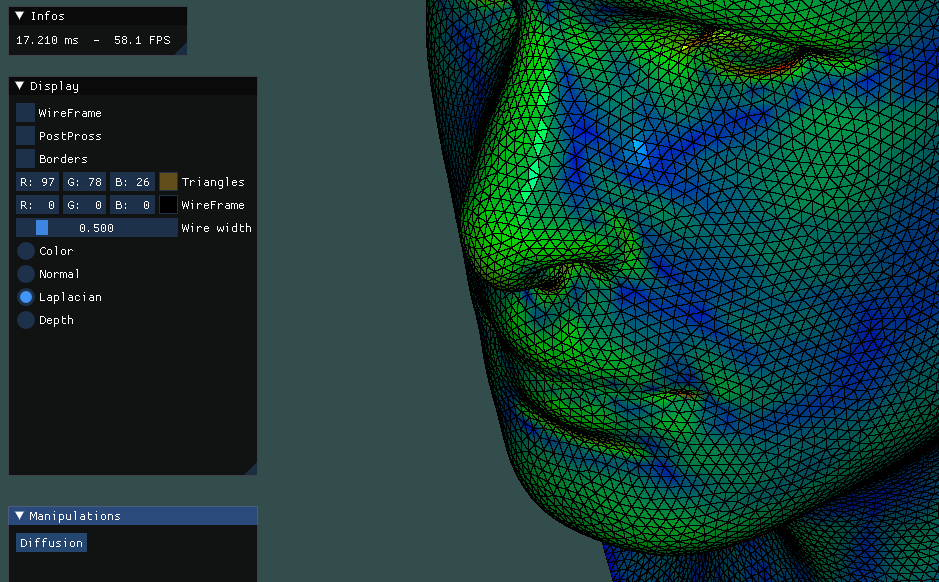 Infos
17.210 ms  -  58.1 FPS
Display
WireFrame
PostPross
Borders
R: 97 G: 78 B: 26 Triangles
R: 0 G: 0 B: 0 WireFrame
0.500 Wire width
Color
Normal
Laplacian
Depth
Manipulations
Diffusion